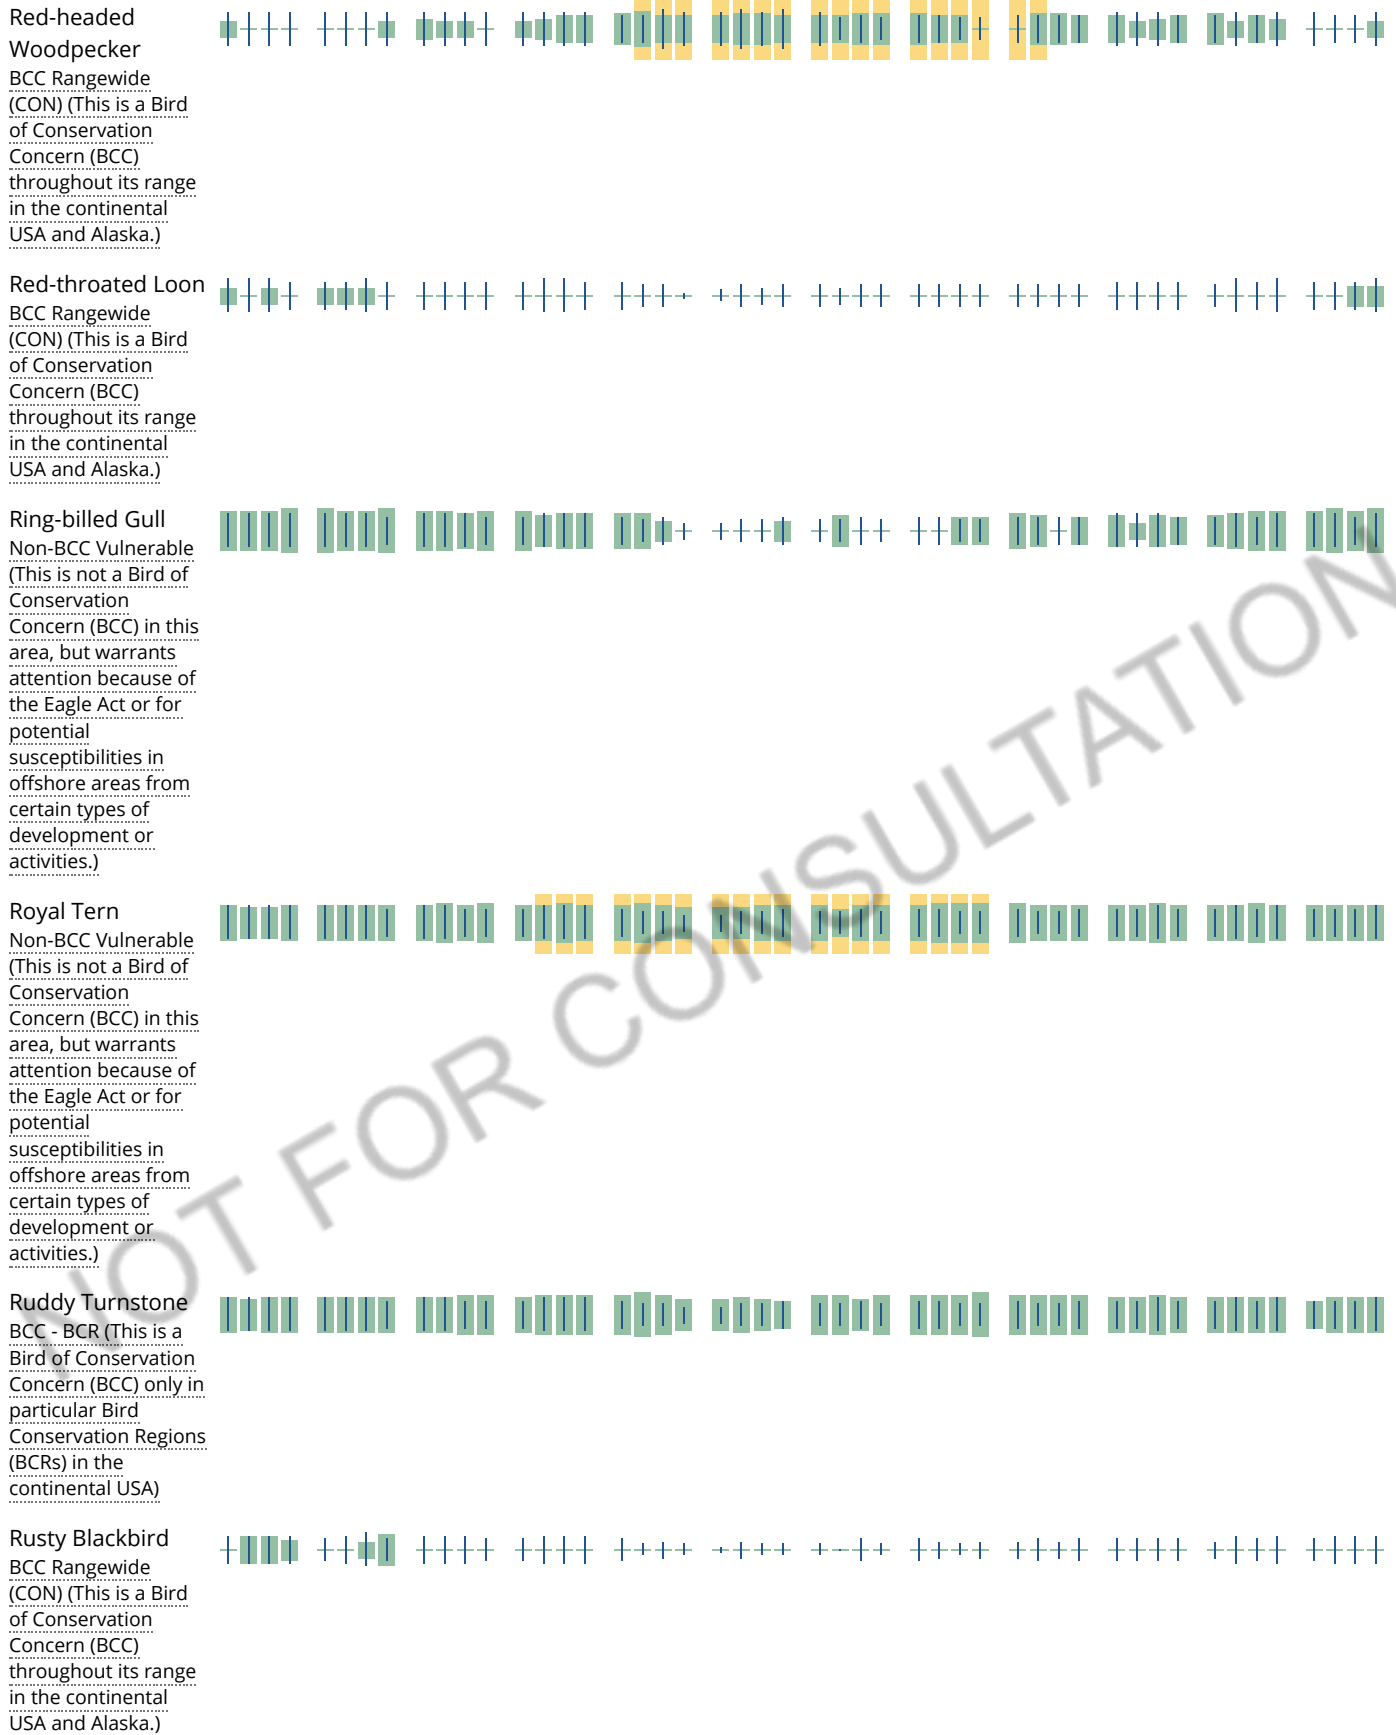 Red-headed
Woodpecker
BCC Rangewide
(CON) (This is a Bird
of Conservation
Concern (BCC)
throughout its range
in the continental
USA and Alaska.)
Red-throated Loon
BCC Rangewide
(CON) (This is a Bird
of Conservation
Concern (BCC)
throughout its range
in the continental
USA and Alaska.)
Ring-billed Gull
Non-BCC Vulnerable
(This is not a Bird of
Conservation
Concern (BCC) in this
area, but warrants
attention because of
the Eagle Act or for
potential
susceptibilities in
offshore areas from
certain types of
development or
activities.)
Royal Tern
Non-BCC Vulnerable
(This is not a Bird of
Conservation
Concern (BCC) in this
area, but warrants
attention because of
the Eagle Act or for
potential
susceptibilities in
offshore areas from
certain types of
development or
activities.)
Ruddy Turnstone
BCC - BCR (This is a
Bird of Conservation
Concern (BCC) only in
particular Bird
Conservation Regions
(BCRs) in the
continental USA)
Rusty Blackbird
BCC Rangewide
(CON) (This is a Bird
of Conservation
Concern (BCC)
throughout its range
in the continental
USA and Alaska.)
NOT FOR CONSULTATION